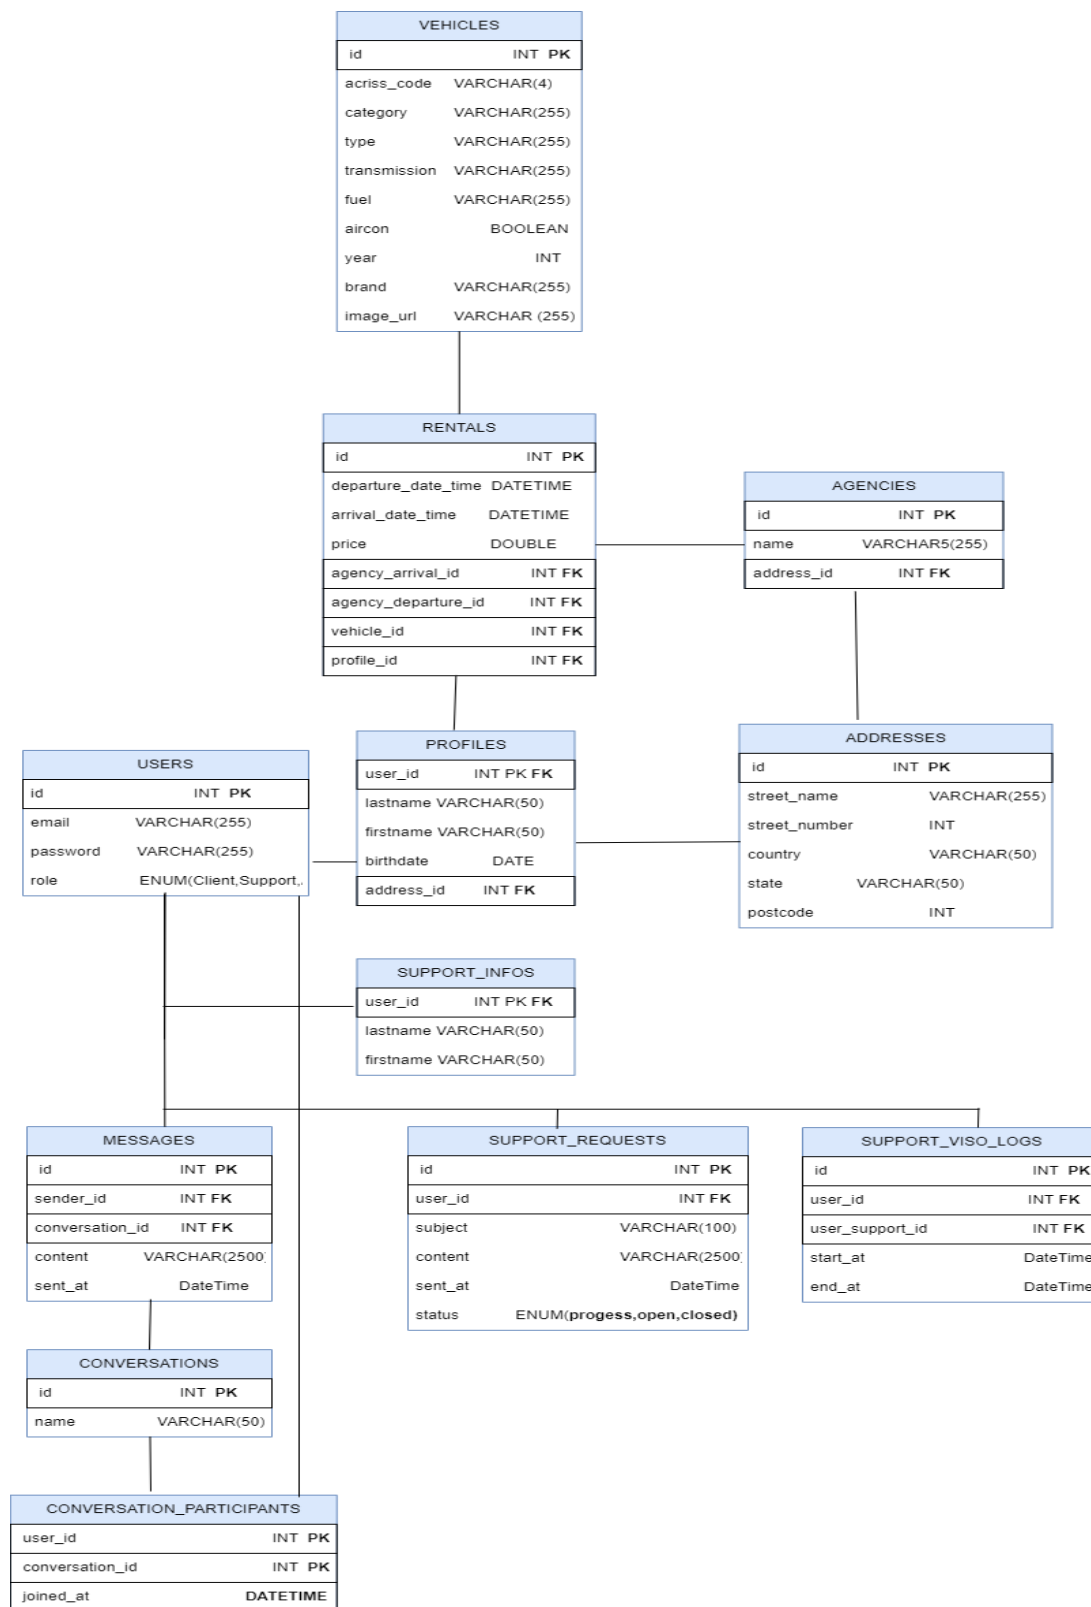 VEHICLES
id INT PK
acriss_code VARCHAR(4)
category VARCHAR(255)
type VARCHAR(255)
transmission VARCHAR(255)
fuel VARCHAR(255)
aircon BOOLEAN
year INT
brand VARCHAR(255)
image_url VARCHAR (255)
RENTALS
id INT PK
departure_date_time DATETIME
arrival_date_time DATETIME
price DOUBLE
agency_arrival_id INT FK
agency_departure_id INT FK
vehicle_id INT FK
profile_id INT FK
AGENCIES
id INT PK
name VARCHAR5(255)
address_id INT FK
PROFILES
user_id INT PK FK
lastname VARCHAR(50)
firstname VARCHAR(50)
birthdate DATE
address_id INT FK
ADDRESSES
id INT PK
street_name VARCHAR(255)
street_number INT
country VARCHAR(50)
state VARCHAR(50)
postcode INT
USERS
id INT PK
email VARCHAR(255)
password VARCHAR(255)
role ENUM(Client,Support,.
SUPPORT_INFOS
user_id INT PK FK
lastname VARCHAR(50)
firstname VARCHAR(50)
MESSAGES
id INT PK
sender_id INT FK
conversation_id INT FK
content VARCHAR(2500)
sent_at DateTime
SUPPORT_REQUESTS
id INT PK
user_id INT FK
subject VARCHAR(100)
content VARCHAR(2500)
sent_at DateTime
status ENUM(progess,open,closed)
SUPPORT_VISO_LOGS
id INT PK
user_id INT FK
user_support_id INT FK
start_at DateTime
end_at DateTime
CONVERSATIONS
id INT PK
name VARCHAR(50)
CONVERSATION_PARTICIPANTS
user_id INT PK
conversation_id INT PK
joined_at DATETIME